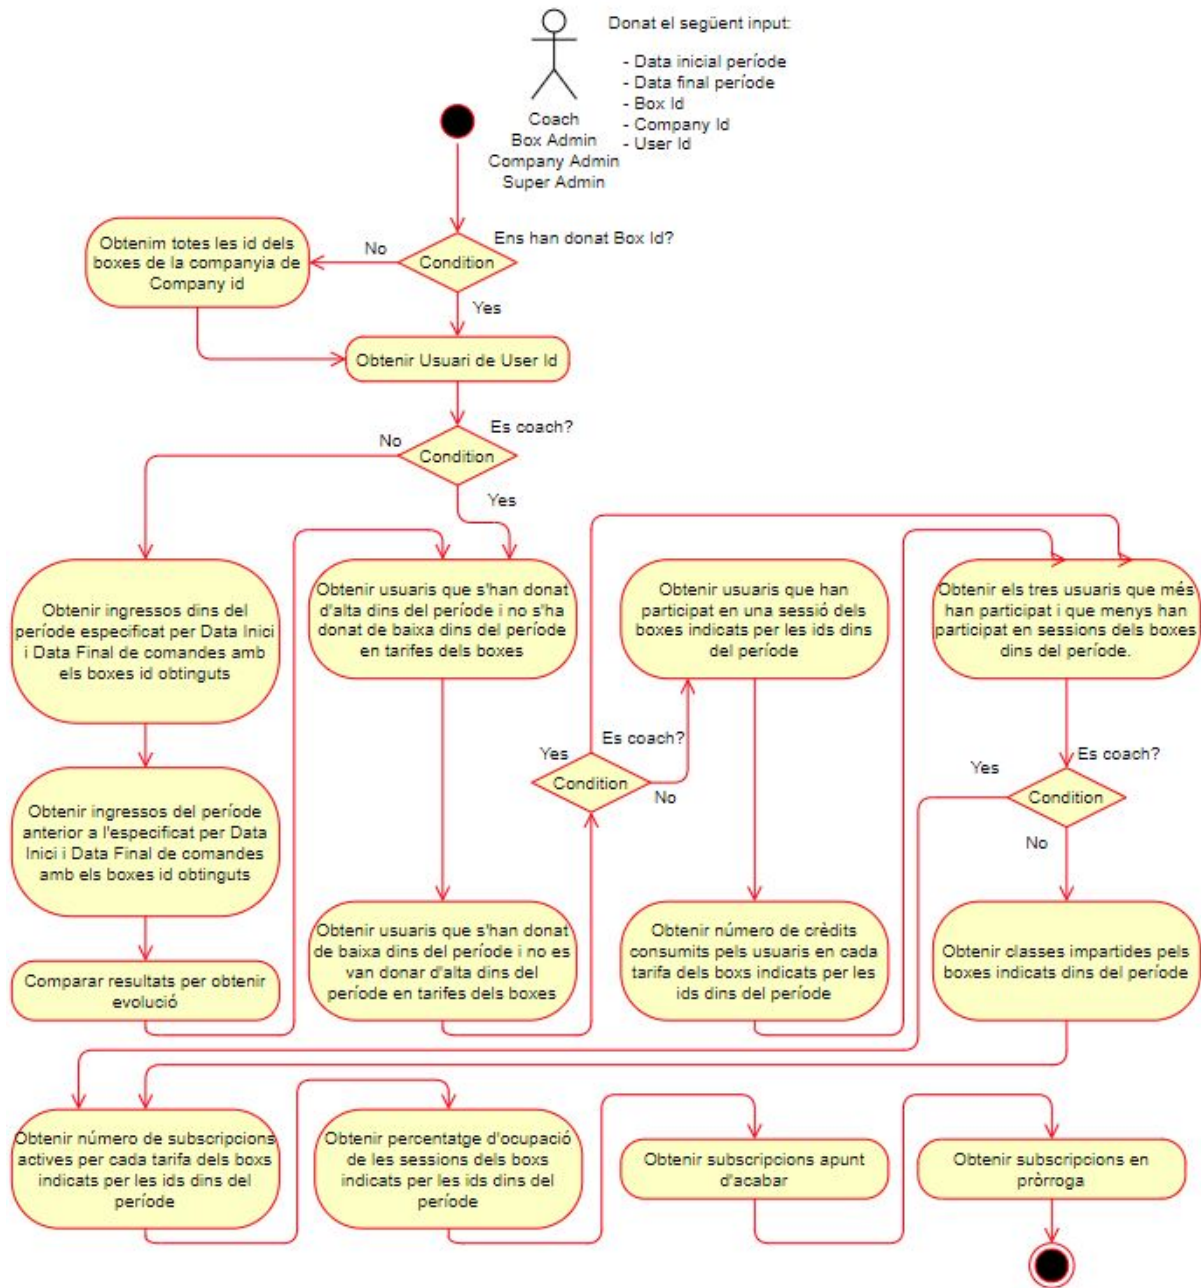 Donat el següent input:
- Data inicial període
- Data final període
- Box Id
- Company Id
- User Id
Coach
Box Admin
Company Admin
Super Admin
Ens han donat Box Id?
Condition
No
Yes
Obtenim totes les id dels
boxes de la companyia de
Company id
Obtenir Usuari de User Id
Es coach?
Condition
No
Yes
Obtenir ingressos dins del
període especificat per Data Inici
i Data Final de comandes amb
els boxes id obtinguts
Obtenir ingressos del període
anterior a l'especificat per Data
Inici i Data Final de comandes
amb els boxes id obtinguts
Comparar resultats per obtenir
evolució
Obtenir usuaris que s'han donat
d'alta dins del període i no s'ha
donat de baixa dins del període
en tarifes dels boxes
Obtenir usuaris que s'han donat
de baixa dins del període i no es
van donar d'alta dins del
període en tarifes dels boxes
Es coach?
Yes
Condition
No
Obtenir usuaris que han
participat en una sessió dels
boxes indicats per les ids dins
del període
Obtenir número de crèdits
consumits pels usuaris en cada
tarifa dels boxs indicats per les
ids dins del període
Obtenir els tres usuaris que més
han participat i que menys han
participat en sessions dels boxes
dins del període.
Es coach?
Yes
Condition
No
Obtenir classes impartides pels
boxes indicats dins del període
Obtenir número de subscripcions
actives per cada tarifa dels boxs
indicats per les ids dins del
període
Obtenir percentatge d'ocupació
de les sessions dels boxs
indicats per les ids dins del
període
Obtenir subscripcions apunt
d'acabar
Obtenir subscripcions en
pròrroga